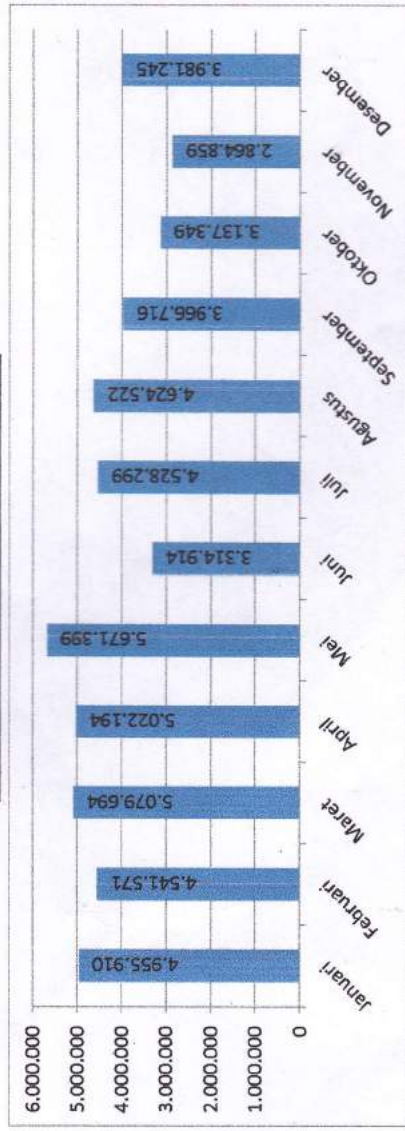 6.000.000
5.000.000
4.000.000
3.000.000
2.000.000
1.000.000
0
4.955.910
4.541.571
5.079.694
5.022.194
5.671.399
3.314.914
4.528.299
4.624.522
3.966.716
3.137.349
2.864.859
3.981.245
Januari
Februari
Maret
April
Mei
Juni
Juli
Agustus
September
Oktober
November
Desember